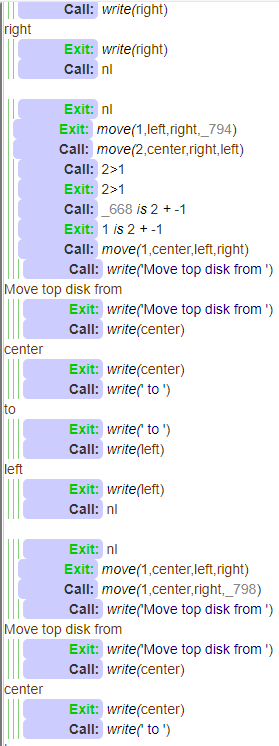 Call: write(right)
right
Exit: write(right)
Call: nl
Exit: nl
Exit: move(1,left,right,_794)
Call: move(2,center,right,left)
Call: 2>1
Exit: 2>1
Call: _668 is 2 + -1
Exit: 1 is 2 + -1
Call: move(1,center,left,right)
Call: write('Move top disk from ')
Move top disk from
Exit: write('Move top disk from ')
Call: write(center)
center
Exit: write(center)
Call: write(' to ')
to
Exit: write(' to ')
Call: write(left)
left
Exit: write(left)
Call: nl
Exit: nl
Exit: move(1,center,left,right)
Call: move(1,center,right,_798)
Call: write('Move top disk from ')
Move top disk from
Exit: write('Move top disk from ')
Call: write(center)
center
Exit: write(center)
Call: write(' to ')